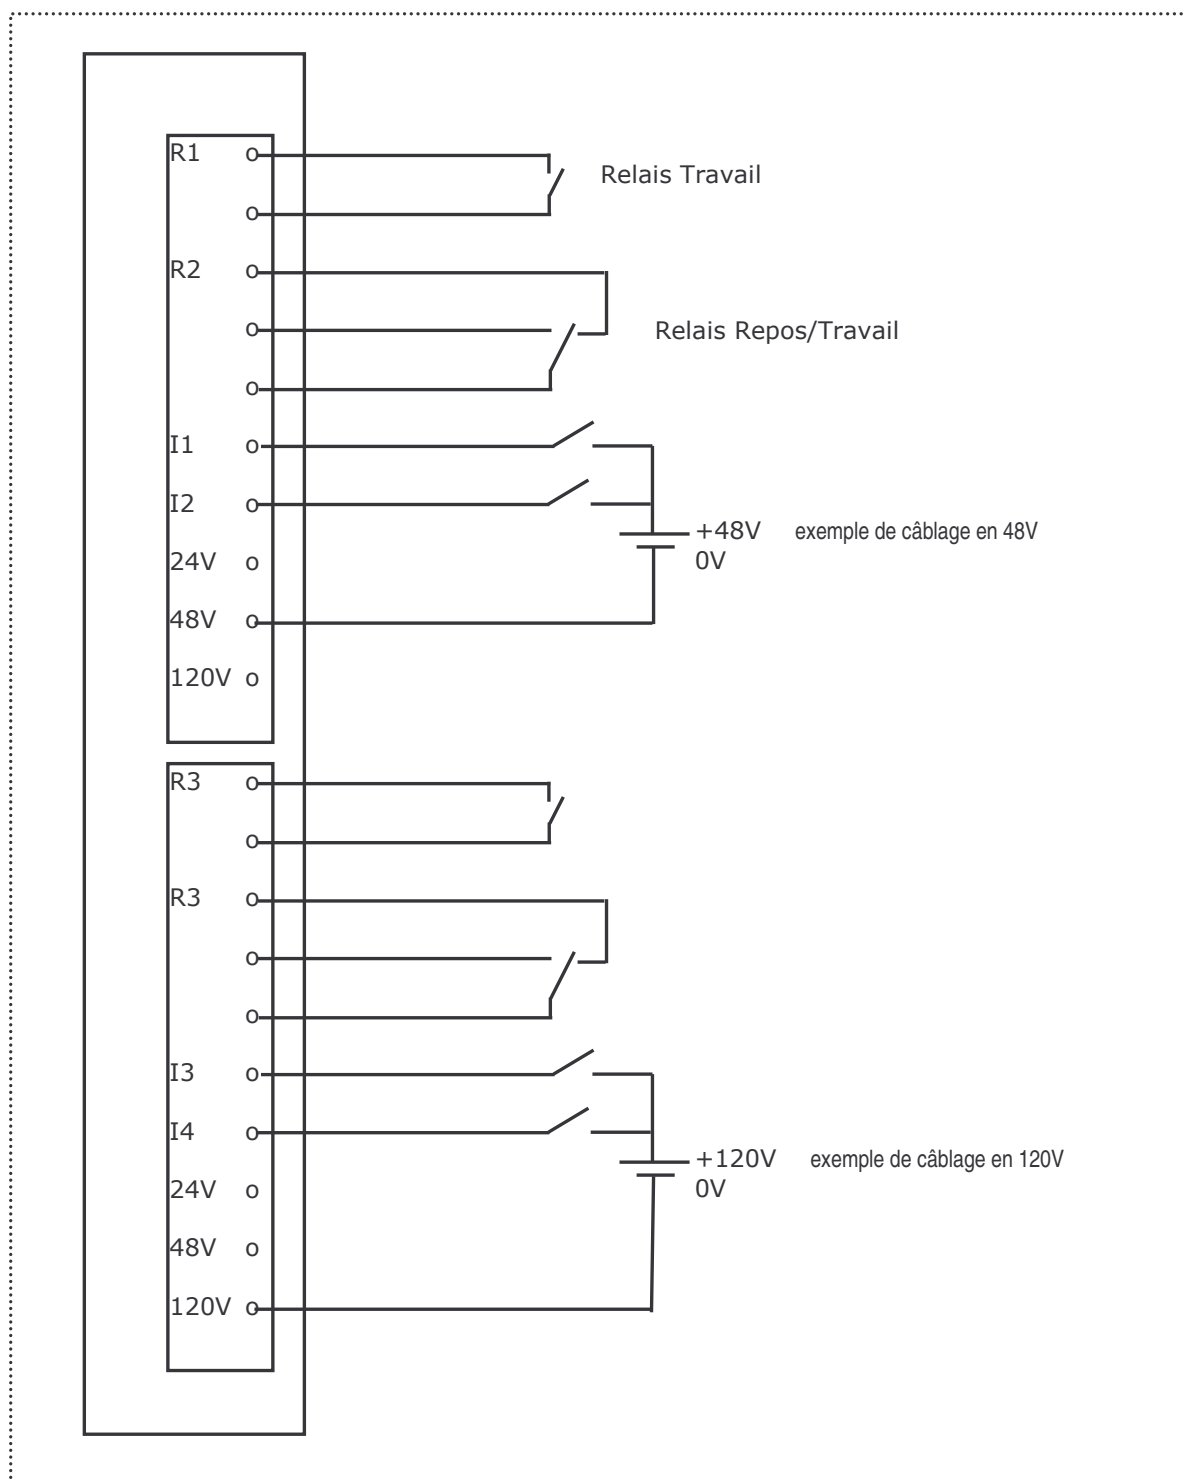 R1 o
Relais Travail
o
R2 o
o
Relais Repos/Travail
o
I1 o
I2 o
+48V exemple de câblage en 48V
24V o
0V
48V o
120V o
R3 o
o
R3 o
o
o
I3 o
I4 o
+120V exemple de câblage en 120V
24V o
0V
48V o
120V o